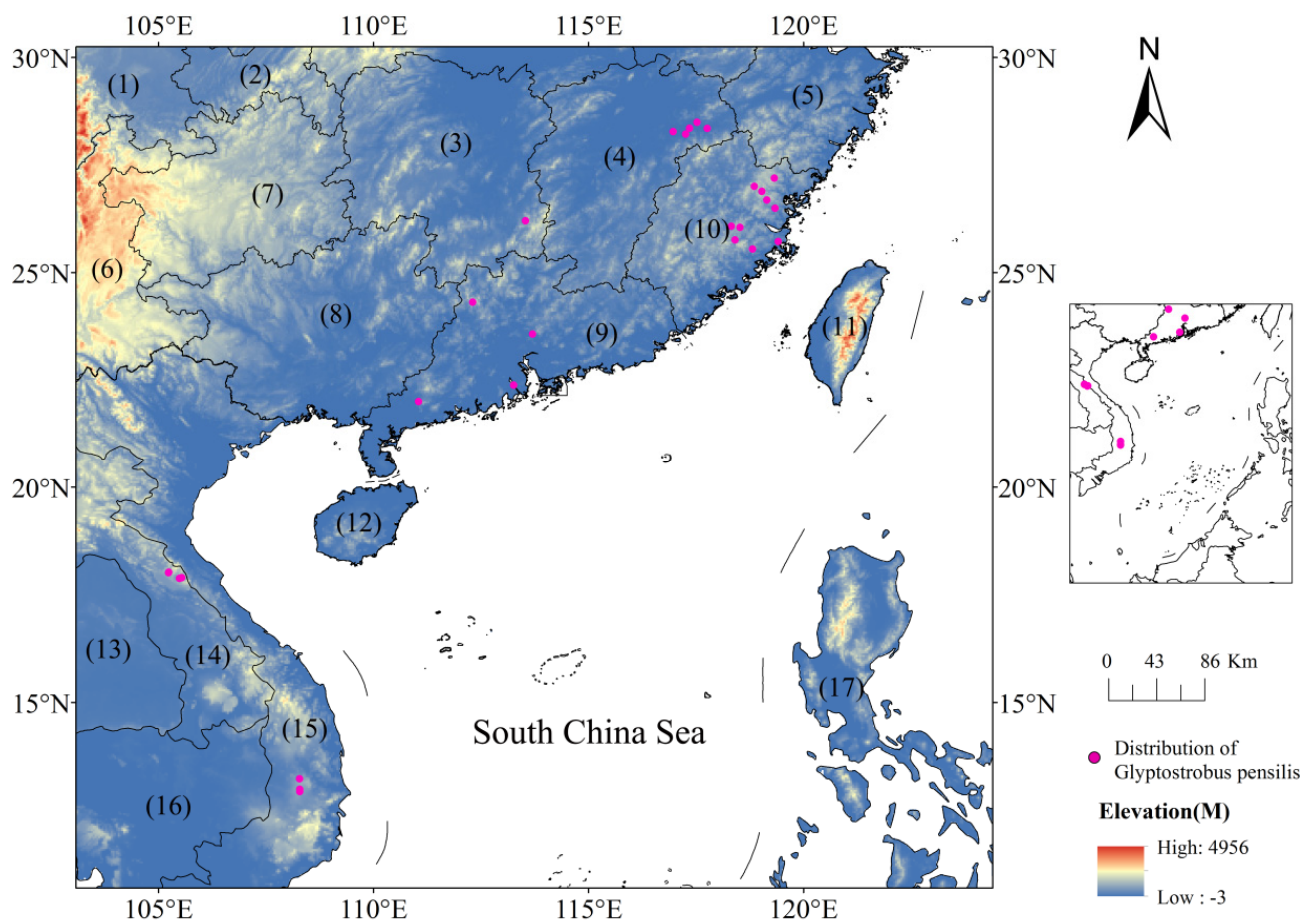 105°E 110°E 115°E 120°E
30°N 30°N
N
(1) (2) (3) (4) (5)
(6) (7) (8) (9) (10)
25°N 25°N
(11)
20°N 20°N
(12)
(13) (14) (15) (16) (17)
15°N 15°N
South China Sea
105°E 110°E 115°E 120°E
0 43 86 Km
Distribution of
Glyptostrobus pensilis
Elevation(M)
High: 4956
Low : -3